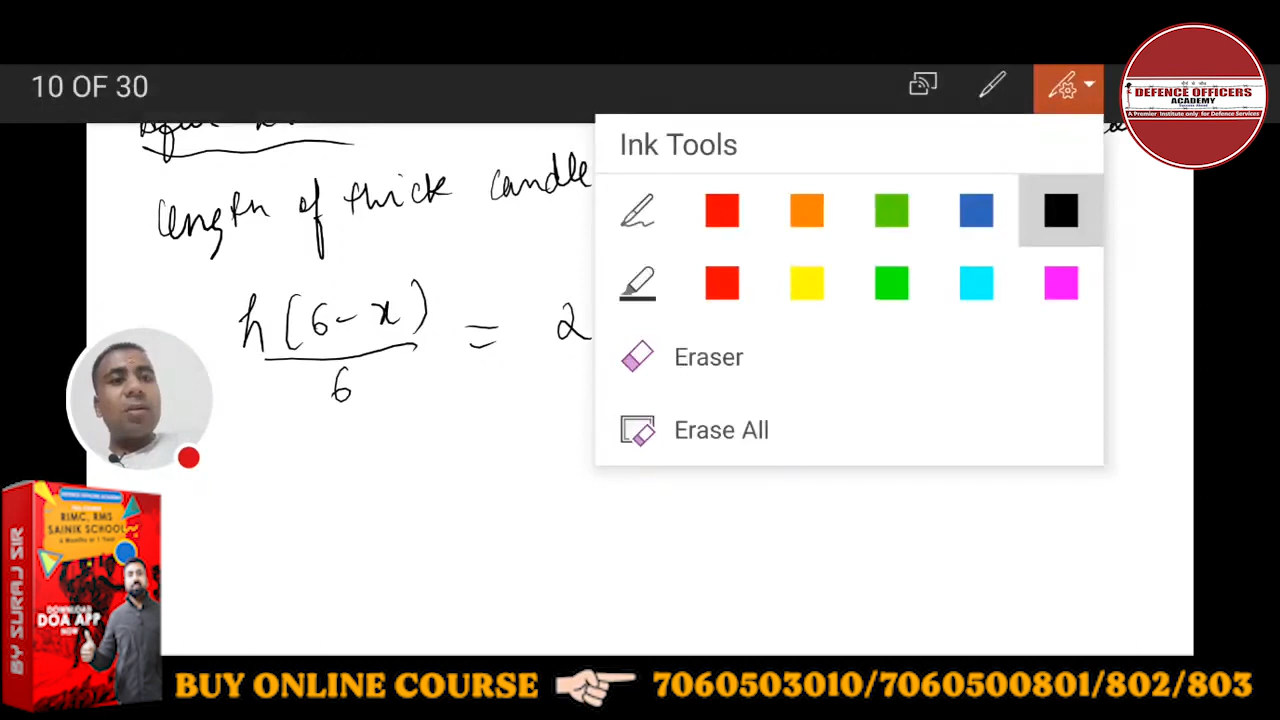 10 OF 30
DEFENCE OFFICERS
ACADEMY
A Premier Institute only for Defence Services
Ink Tools
length of thick candle
h(6-x)/6 = 2
Eraser
Erase All
RIMC, RMS
SAINIK SCHOOL
BY SURAJ SIR
DOWNLOAD
DOA APP
NOW
BUY ONLINE COURSE 7060503010/7060500801/802/803